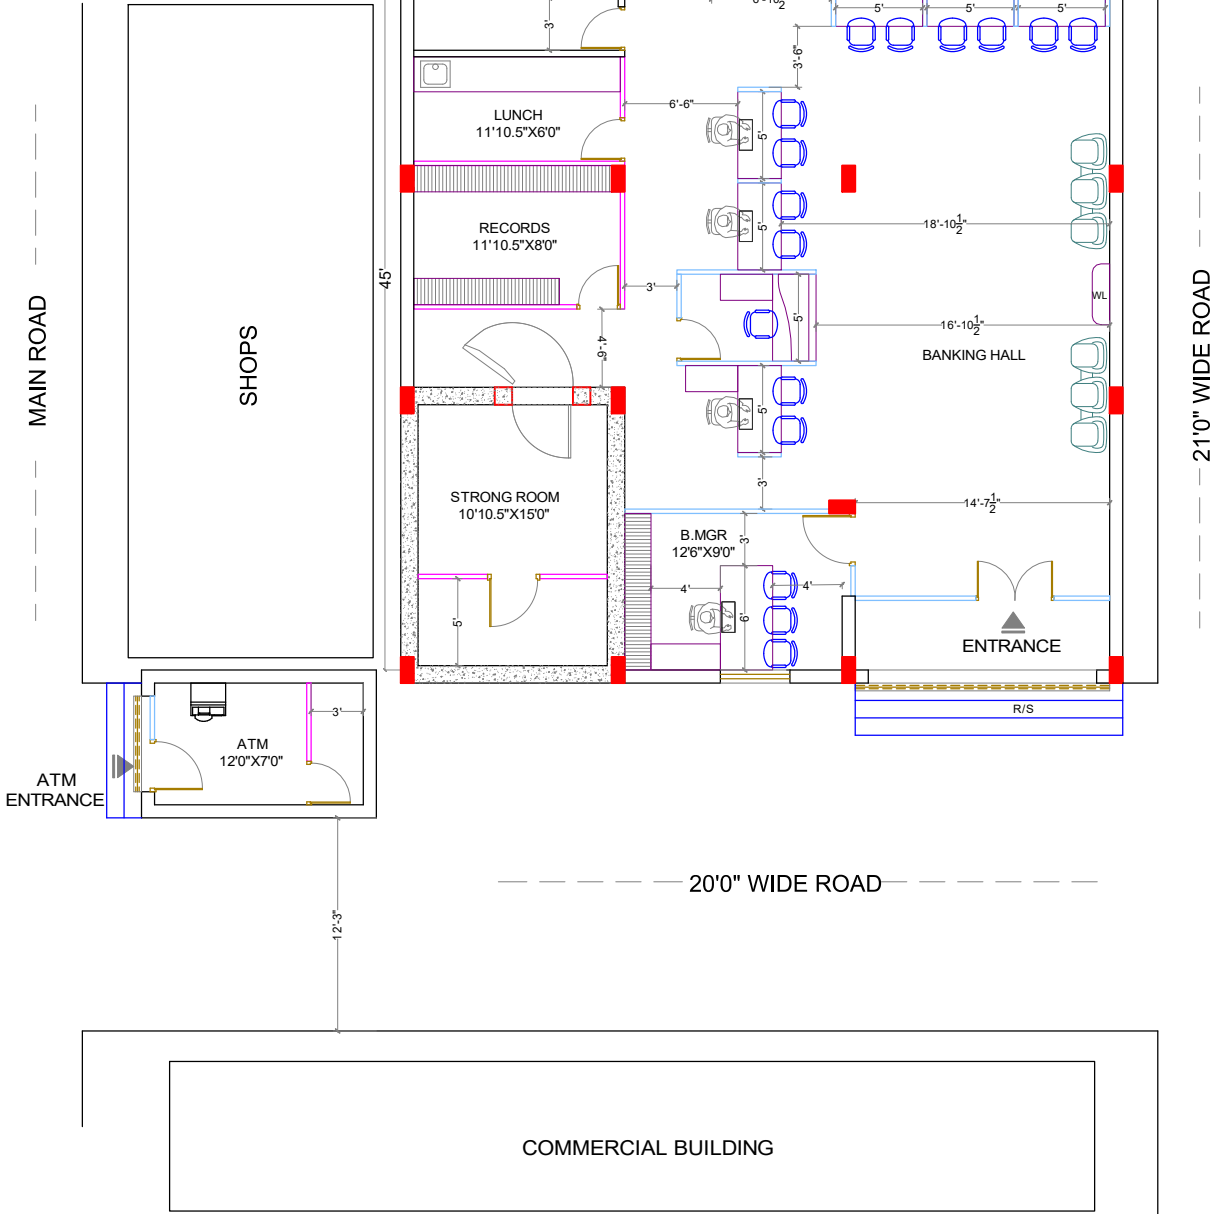 5'
5'
5'
3'
3'-6"
LUNCH
11'10.5"X6'0"
6'-6"
5'
RECORDS
11'10.5"X8'0"
5'
18'-10½"
45'
3'
WL
5'
16'-10½"
4'-6"
BANKING HALL
MAIN ROAD
SHOPS
21'0" WIDE ROAD
5'
STRONG ROOM
10'10.5"X15'0"
3'
14'-7½"
B.MGR
12'6"X9'0"
3'
4'
4'
5'
6'
ENTRANCE
R/S
3'
ATM
12'0"X7'0"
ATM
ENTRANCE
20'0" WIDE ROAD
12'-3"
COMMERCIAL BUILDING